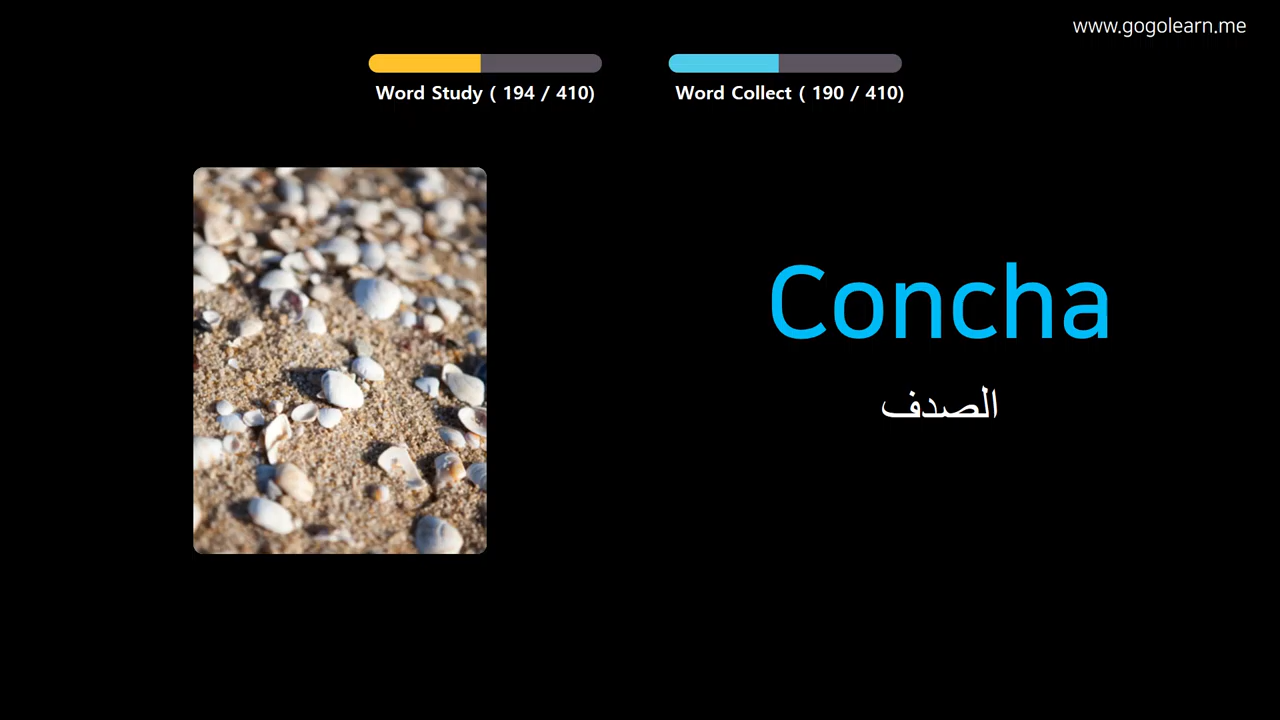 www.gogolearn.me
Word Study ( 194 / 410)
Word Collect ( 190 / 410)
Concha
الصدف